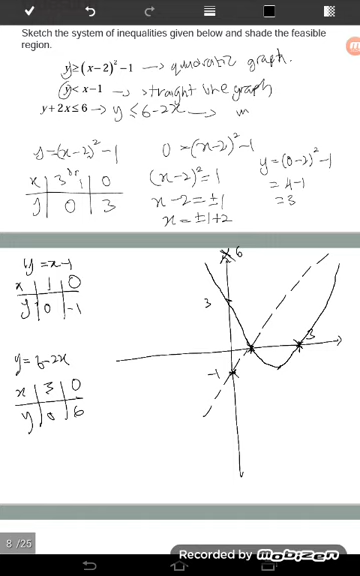 Sketch the system of inequalities given below and shade the feasible
region.
y ≥ (x − 2)² − 1 → quadratic graph.
y < x − 1 → straight line graph
y + 2x ≤ 6 → y ≤ 6 − 2x →
y = (x−2)² − 1
x | 3 or 1 | 0
y | 0 | 3
0 = (x−2)² − 1
(x−2)² = 1
x − 2 = ±1
x = ±1 + 2
y = (0−2)² − 1
= 4−1
= 3
y = x−1
x | 1 | 0
y | 0 | −1
y = 6−2x
x | 3 | 0
y | 0 | 6
6
3
3
−1
8 /25
Recorded by Mobizen